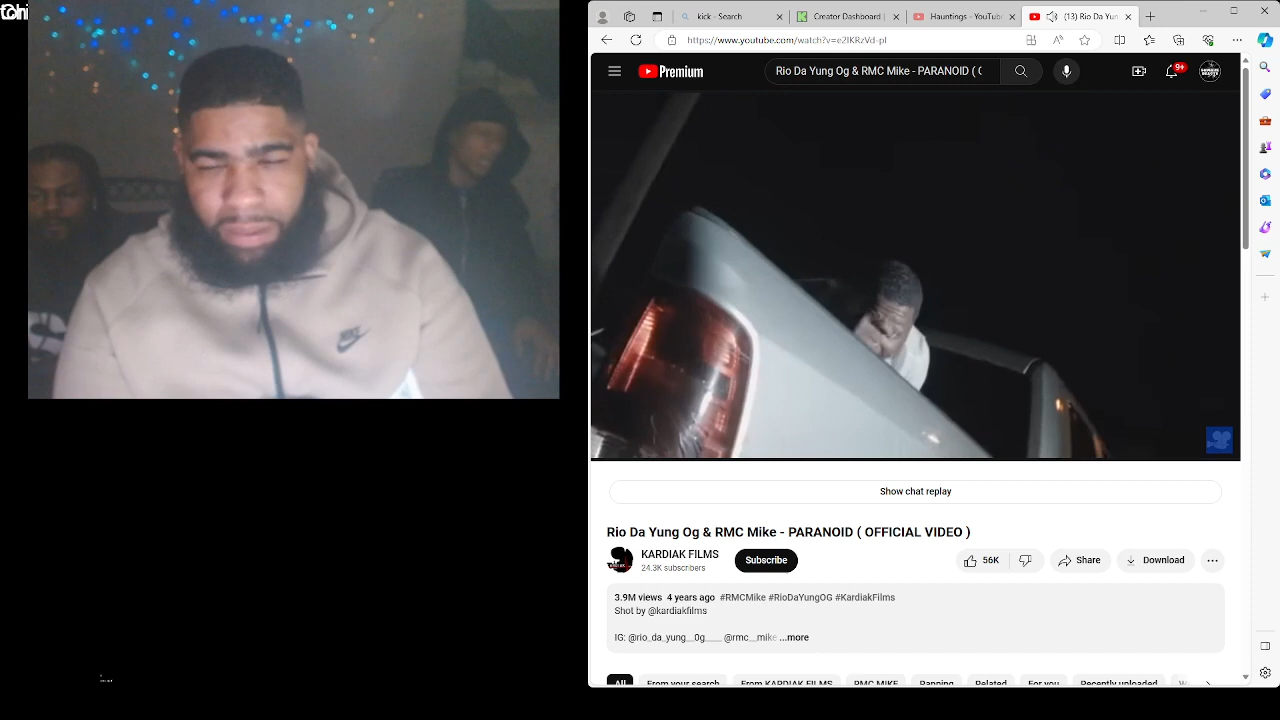 kick - Search
Creator Dashboard |
Hauntings - YouTube
(13) Rio Da Yun
https://www.youtube.com/watch?v=e2IKRzVd-pI
Premium
Rio Da Yung Og & RMC Mike - PARANOID (
9+
Show chat replay
Rio Da Yung Og & RMC Mike - PARANOID ( OFFICIAL VIDEO )
KARDIAK FILMS
24.3K subscribers
Subscribe
56K
Share
Download
3.9M views 4 years ago #RMCMike #RioDaYungOG #KardiakFilms
Shot by @kardiakfilms
IG: @rio_da_yung__0g____ @rmc__mike ...more
All
From your search
From KARDIAK FILMS
RMC MIKE
Rapping
Related
For you
Recently uploaded